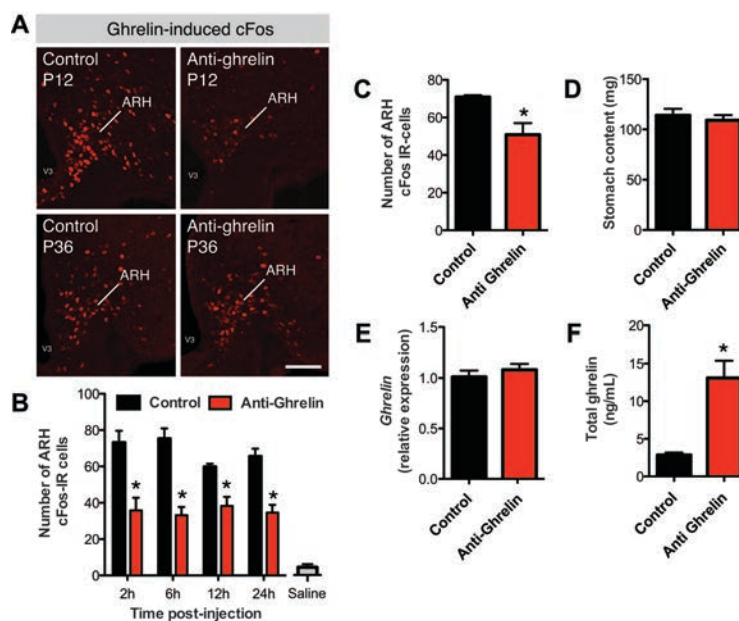 A
Ghrelin-induced cFos
Control
P12
ARH
V3
Anti-ghrelin
P12
ARH
Control
P36
ARH
V3
Anti-ghrelin
P36
ARH
V3
B
Control
Anti-Ghrelin
Number of ARH
cFos-IR cells
100
80
60
40
20
0
*
*
*
*
2h
6h
12h
24h
Saline
Time post-injection
C
Number of ARH
cFos IR-cells
80
60
40
20
0
*
Control
Anti Ghrelin
D
Stomach content (mg)
150
100
50
0
Control
Anti-Ghrelin
E
Ghrelin
(relative expression)
1.5
1.0
0.5
0.0
Control
Anti-Ghrelin
F
Total ghrelin
(ng/mL)
20
15
10
5
0
*
Control
Anti Ghrelin